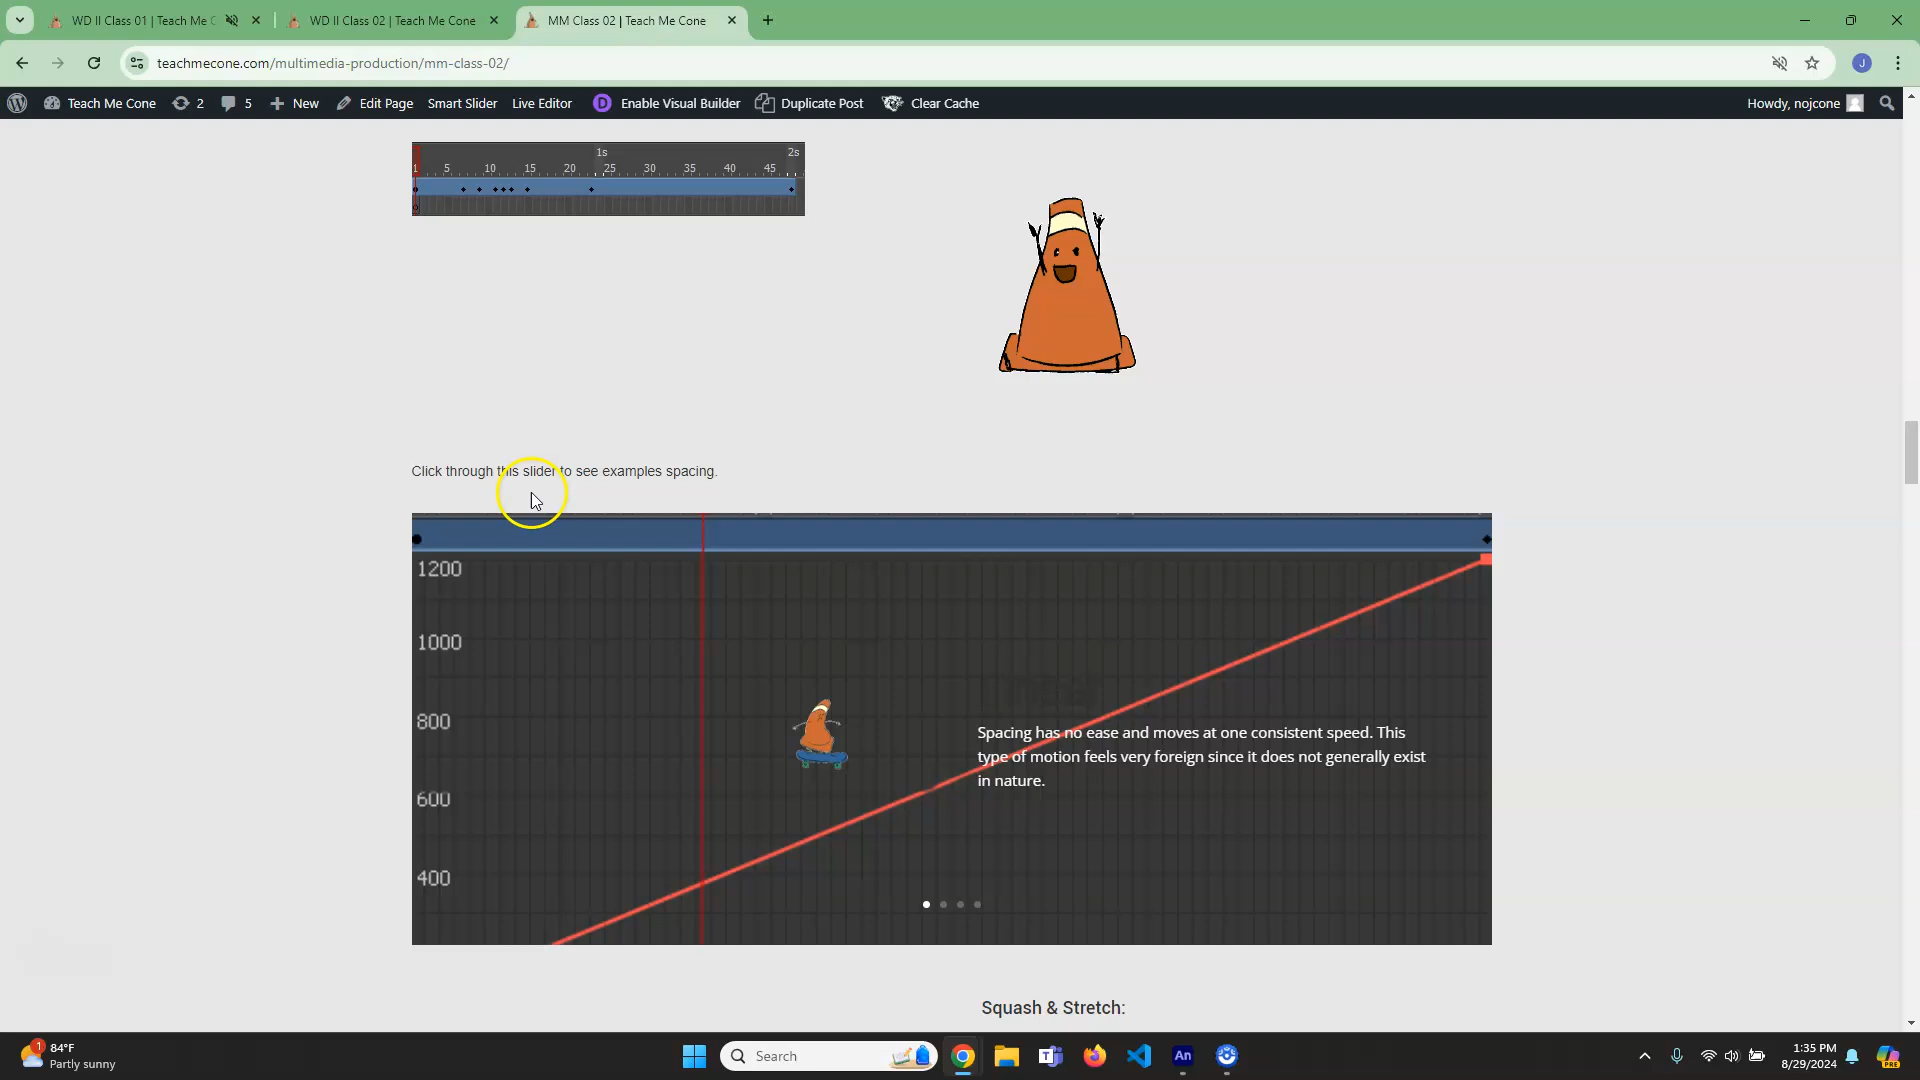 WD II Class 01 | Teach Me C
WD II Class 02 | Teach Me Cone
MM Class 02 | Teach Me Cone
teachmecone.com/multimedia-production/mm-class-02/
J
Teach Me Cone
2
5
New
Edit Page
Smart Slider
Live Editor
D
Enable Visual Builder
Duplicate Post
Clear Cache
Howdy, nojcone
1s 2s
1 5 10 15 20 25 30 35 40 45
Click through this slider to see examples spacing.
1200
1000
800
600
400
Spacing has no ease and moves at one consistent speed. This
type of motion feels very foreign since it does not generally exist
in nature.
Squash & Stretch:
1
84°F
Partly sunny
Search
An
1:35 PM
8/29/2024
PRE